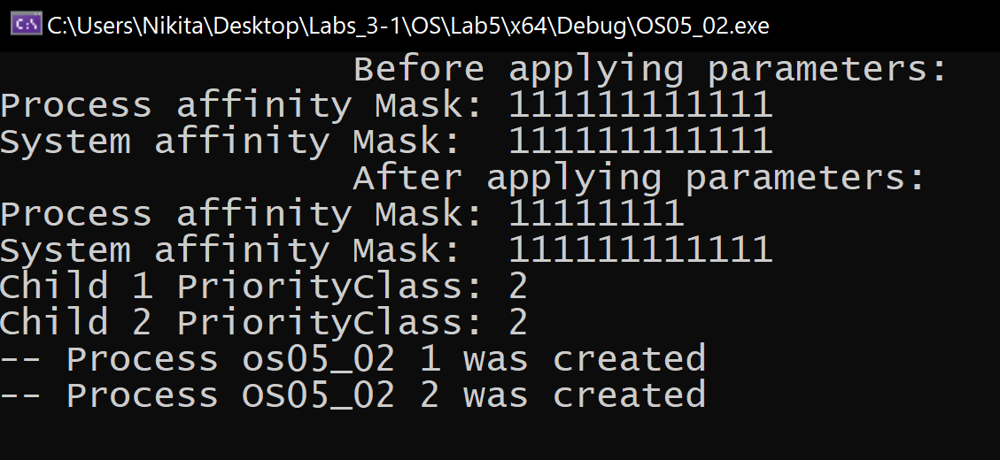 C:\Users\Nikita\Desktop\Labs_3-1\OS\Lab5\x64\Debug\OS05_02.exe
Before applying parameters:
Process affinity Mask: 111111111111
System affinity Mask:  111111111111
After applying parameters:
Process affinity Mask: 11111111
System affinity Mask:  111111111111
Child 1 PriorityClass: 2
Child 2 PriorityClass: 2
-- Process os05_02 1 was created
-- Process OS05_02 2 was created